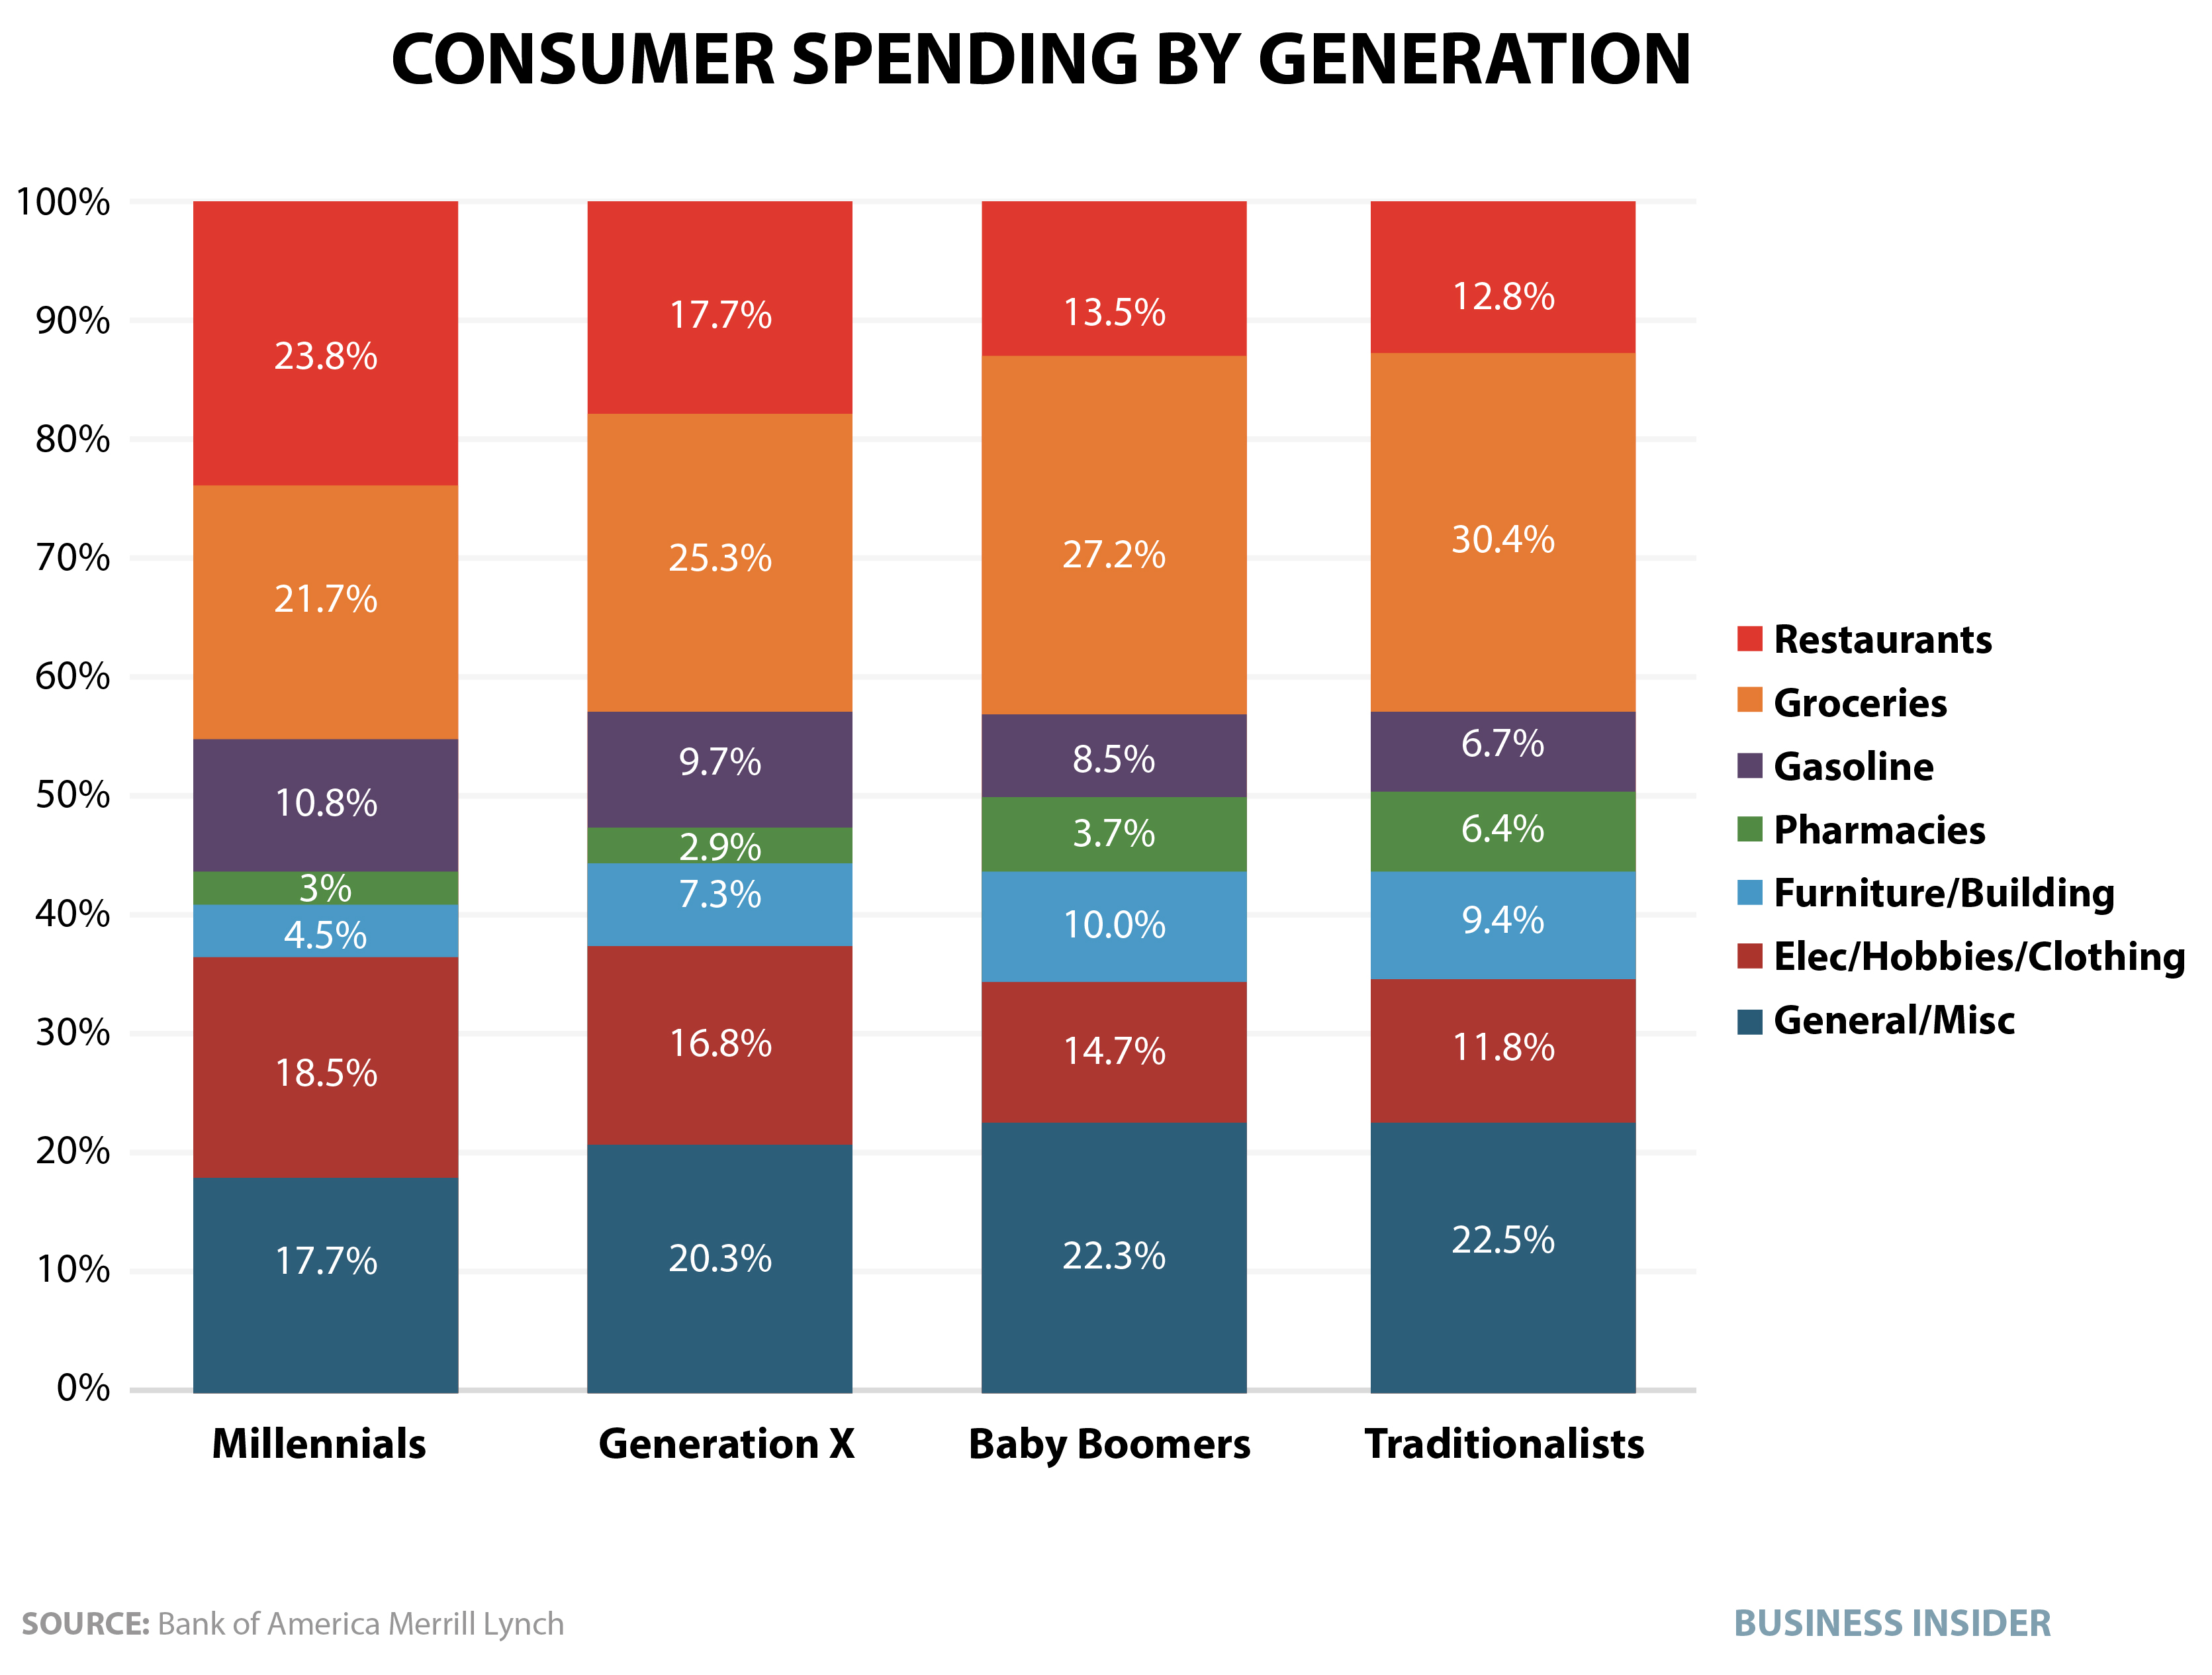 CONSUMER SPENDING BY GENERATION
100%
90%
80%
70%
60%
50%
40%
30%
20%
10%
0%
23.8%
21.7%
10.8%
3%
4.5%
18.5%
17.7%
17.7%
25.3%
9.7%
2.9%
7.3%
16.8%
20.3%
13.5%
27.2%
8.5%
3.7%
10.0%
14.7%
22.3%
12.8%
30.4%
6.7%
6.4%
9.4%
11.8%
22.5%
Millennials
Generation X
Baby Boomers
Traditionalists
Restaurants
Groceries
Gasoline
Pharmacies
Furniture/Building
Elec/Hobbies/Clothing
General/Misc
SOURCE: Bank of America Merrill Lynch
BUSINESS INSIDER